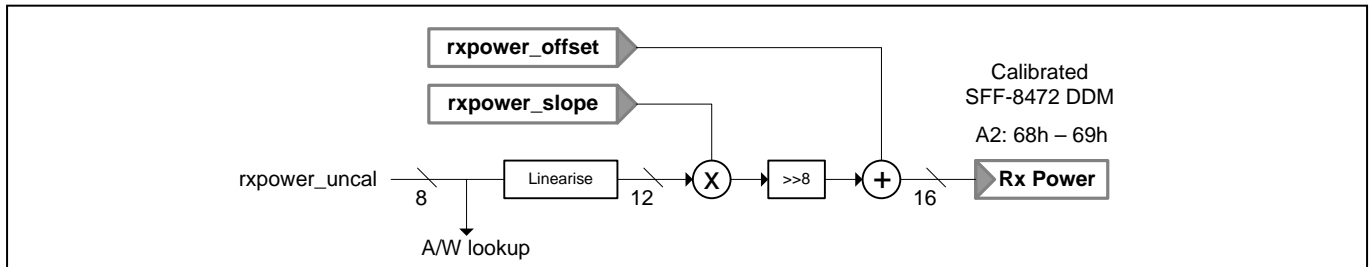 rxpower_offset
Calibrated
SFF-8472 DDM
rxpower_slope
A2: 68h – 69h
rxpower_uncal
8
Linearise
12
X
>>8
+
16
Rx Power
A/W lookup